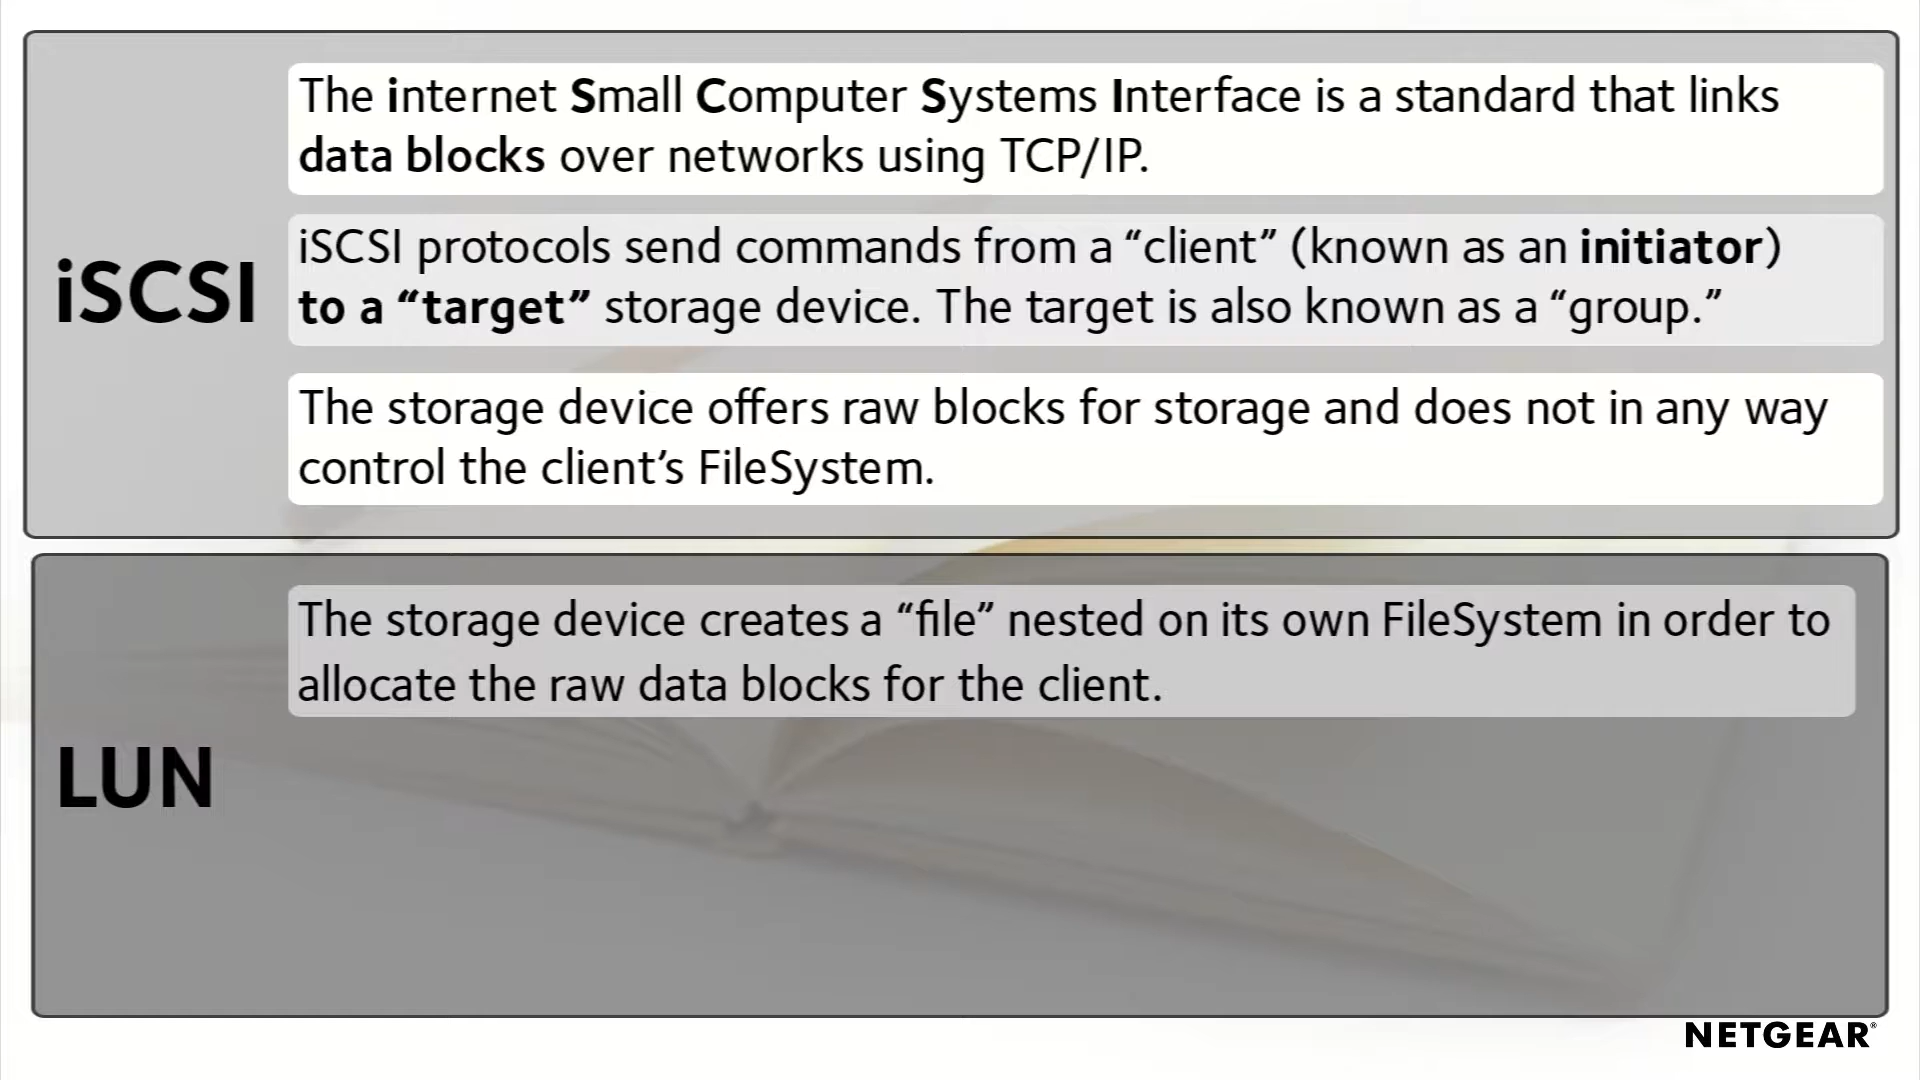 The internet Small Computer Systems Interface is a standard that links
data blocks over networks using TCP/IP.
iSCSI
iSCSI protocols send commands from a “client” (known as an initiator)
to a “target” storage device. The target is also known as a “group.”
The storage device offers raw blocks for storage and does not in any way
control the client’s FileSystem.
The storage device creates a “file” nested on its own FileSystem in order to
allocate the raw data blocks for the client.
LUN
NETGEAR®